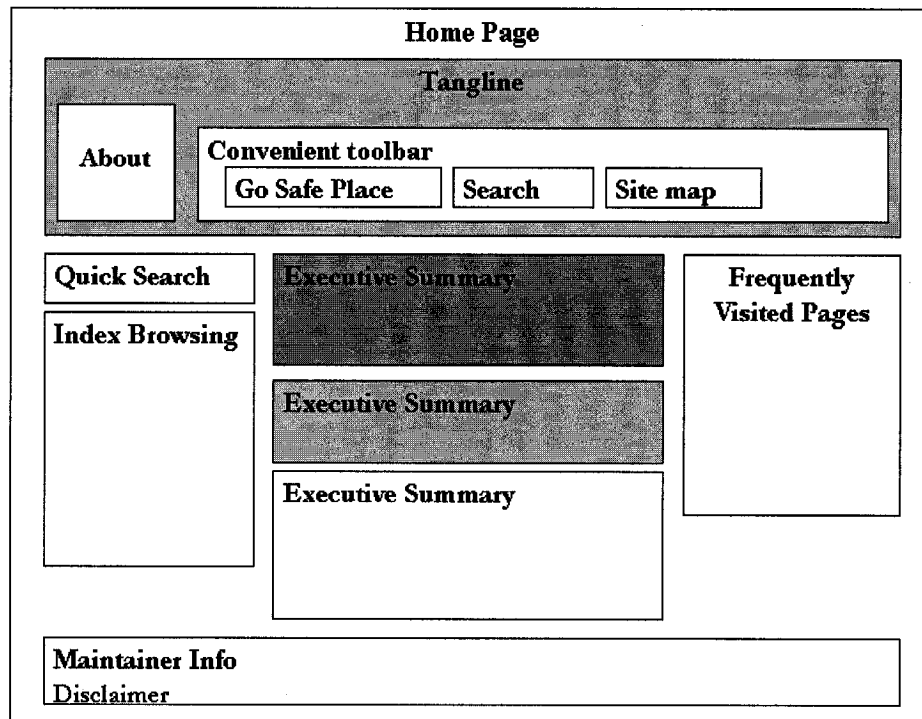 Home Page
Tangline
About
Convenient toolbar
Go Safe Place
Search
Site map
Quick Search
Index Browsing
Executive Summary
Executive Summary
Executive Summary
Frequently
Visited Pages
Maintainer Info
Disclaimer